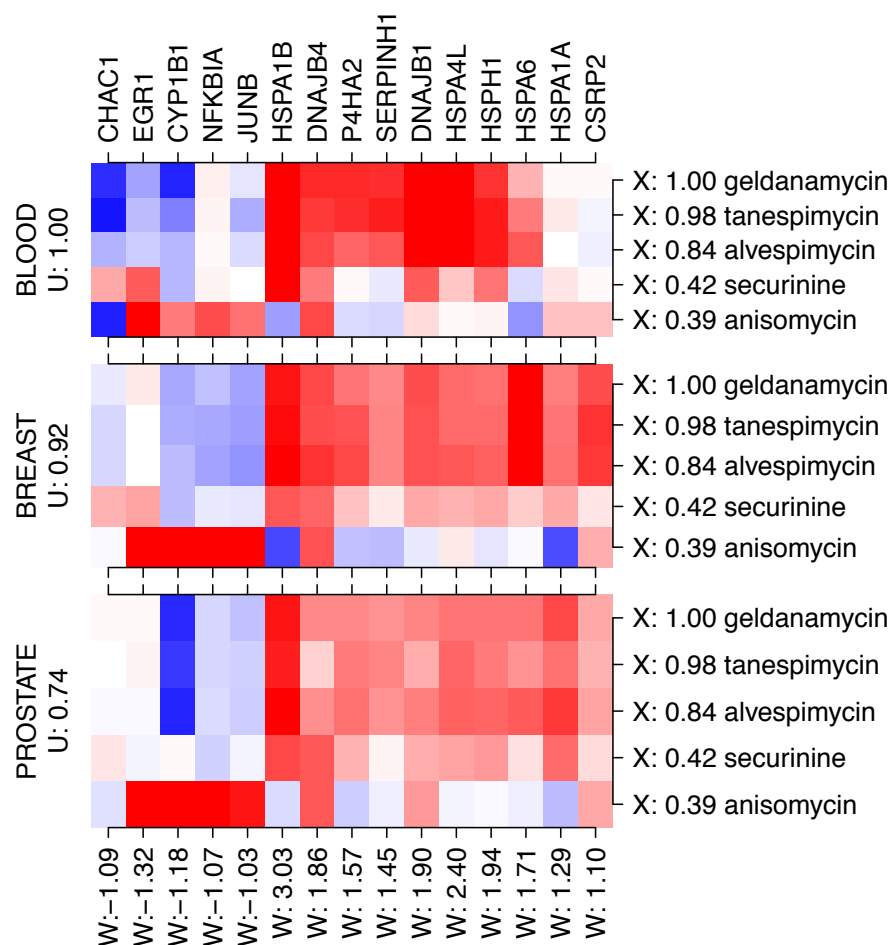 CHAC1
EGR1
CYP1B1
NFKBIA
JUNB
HSPA1B
DNAJB4
P4HA2
SERPINH1
DNAJB1
HSPA4L
HSPH1
HSPA6
HSPA1A
CSRP2
BLOOD
U: 1.00
X: 1.00 geldanamycin
X: 0.98 tanespimycin
X: 0.84 alvespimycin
X: 0.42 securinine
X: 0.39 anisomycin
BREAST
U: 0.92
X: 1.00 geldanamycin
X: 0.98 tanespimycin
X: 0.84 alvespimycin
X: 0.42 securinine
X: 0.39 anisomycin
PROSTATE
U: 0.74
X: 1.00 geldanamycin
X: 0.98 tanespimycin
X: 0.84 alvespimycin
X: 0.42 securinine
X: 0.39 anisomycin
W:−1.09
W:−1.32
W:−1.18
W:−1.07
W:−1.03
W: 3.03
W: 1.86
W: 1.57
W: 1.45
W: 1.90
W: 2.40
W: 1.94
W: 1.71
W: 1.29
W: 1.10